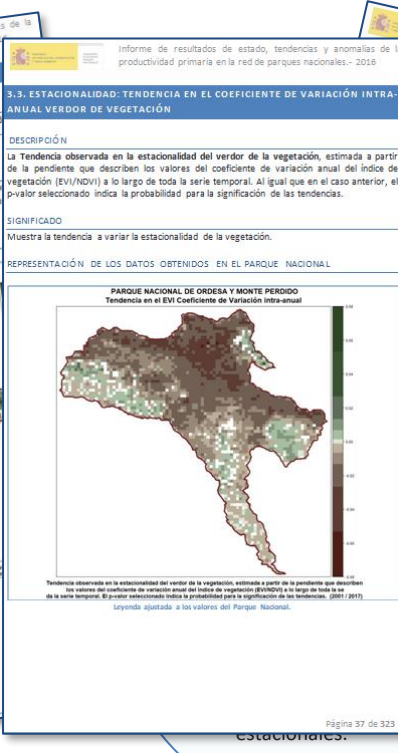 s de la
Informe de resultados de estado, tendencias y anomalías de l
productividad primaria en la red de parques nacionales.- 2016
3.3. ESTACIONALIDAD: TENDENCIA EN EL COEFICIENTE DE VARIACIÓN INTRA-
ANUAL VERDOR DE VEGETACIÓN
DESCRIPCIÓN
La Tendencia observada en la estacionalidad del verdor de la vegetación, estimada a partir
de la pendiente que describen los valores del coeficiente de variación anual del índice de
vegetación (EVI/NDVI) a lo largo de toda la serie temporal. Al igual que en el caso anterior, el
p-valor seleccionado indica la probabilidad para la significación de las tendencias.
SIGNIFICADO
Muestra la tendencia a variar la estacionalidad de la vegetación.
REPRESENTACIÓN DE LOS DATOS OBTENIDOS EN EL PARQUE NACIONAL
PARQUE NACIONAL DE ORDESA Y MONTE PERDIDO
Tendencia en el EVI Coeficiente de Variación intra-anual
Tendencia observada en la estacionalidad del verdor de la vegetación, estimada a partir de la pendiente que describen
los valores del coeficiente de variación anual del índice de vegetación (EVI/NDVI) a lo largo de toda la se
da la serie temporal. El p-valor seleccionado indica la probabilidad para la significación de las tendencias. (2001 / 2017)
Leyenda ajustada a los valores del Parque Nacional.
Página 37 de 323
estacionales.